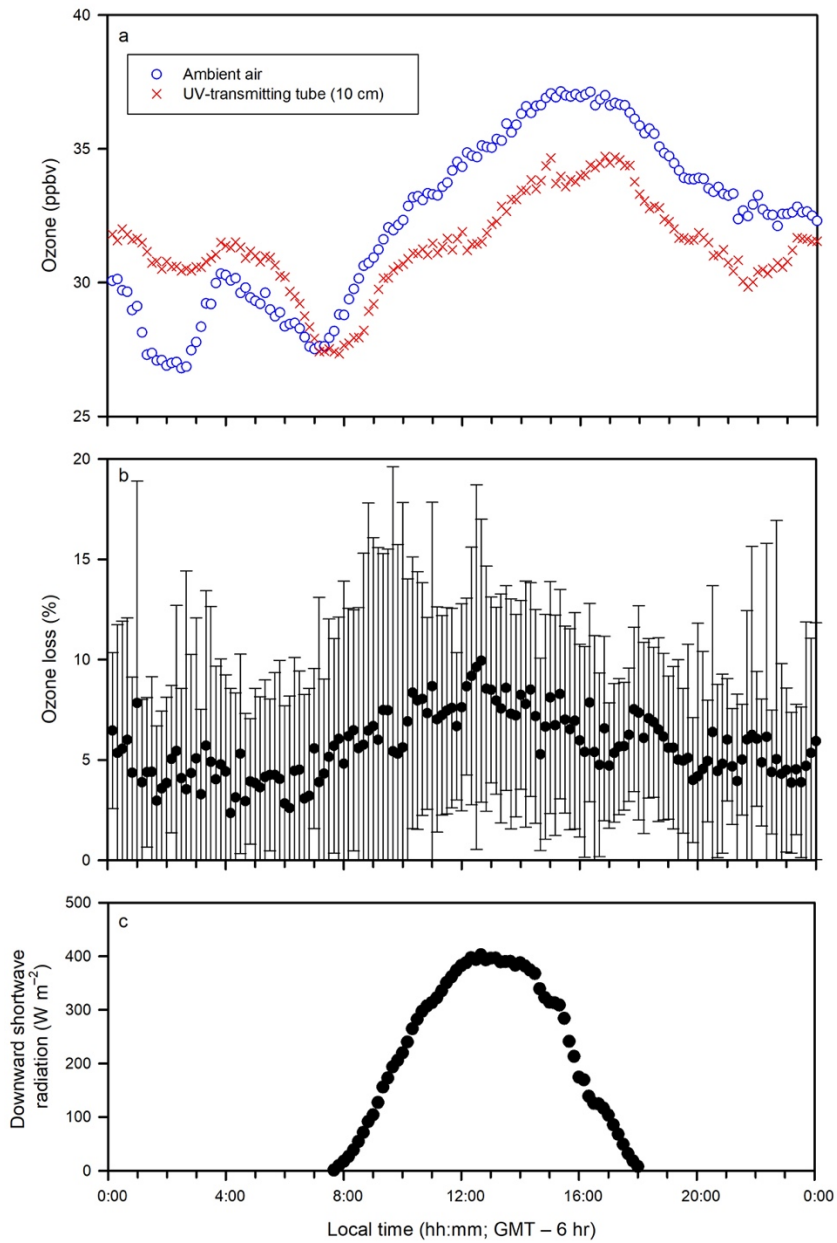 40
a
Ambient air
UV-transmitting tube (10 cm)
35
Ozone (ppbv)
30
25
20
b
15
Ozone loss (%)
10
5
0
500
c
400
Downward shortwave
radiation (W m⁻²)
300
200
100
0
0:00 4:00 8:00 12:00 16:00 20:00 0:00
Local time (hh:mm; GMT – 6 hr)